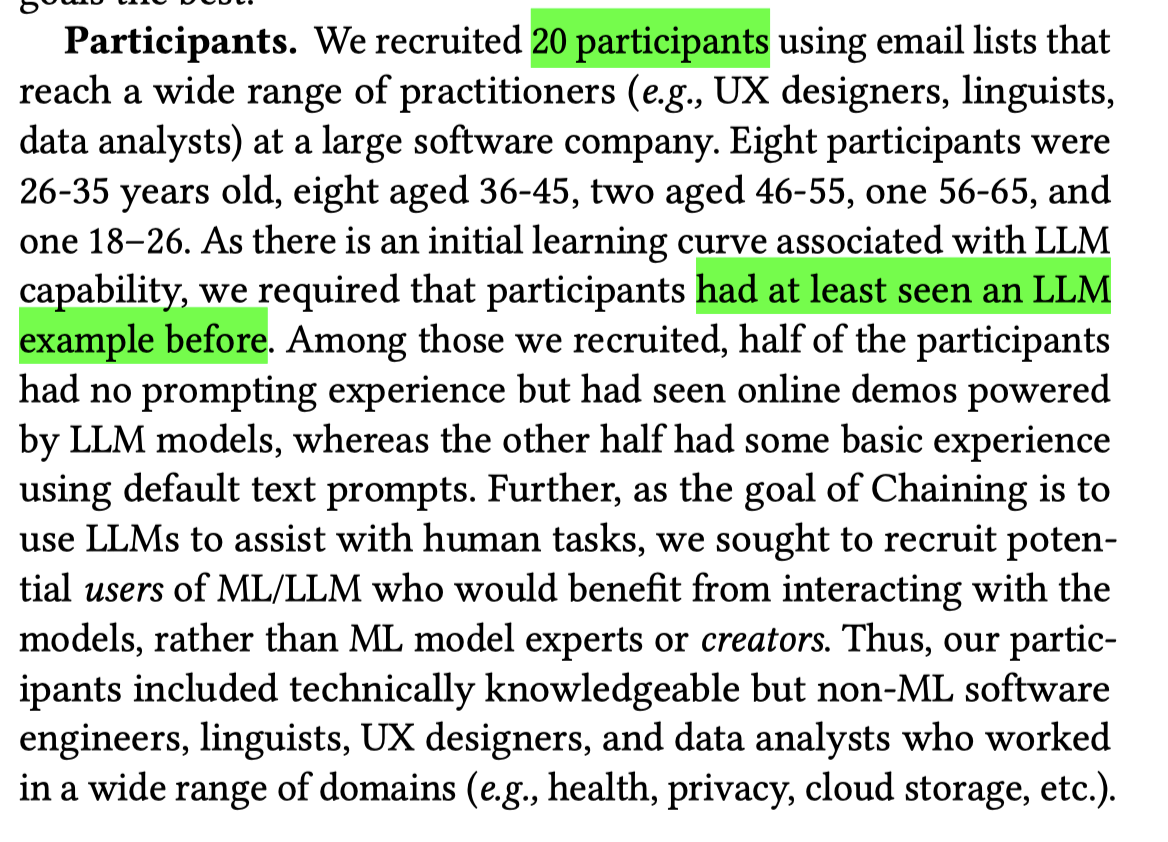 goals the best.
Participants. We recruited 20 participants using email lists that
reach a wide range of practitioners (e.g., UX designers, linguists,
data analysts) at a large software company. Eight participants were
26-35 years old, eight aged 36-45, two aged 46-55, one 56-65, and
one 18–26. As there is an initial learning curve associated with LLM
capability, we required that participants had at least seen an LLM
example before. Among those we recruited, half of the participants
had no prompting experience but had seen online demos powered
by LLM models, whereas the other half had some basic experience
using default text prompts. Further, as the goal of Chaining is to
use LLMs to assist with human tasks, we sought to recruit poten-
tial users of ML/LLM who would benefit from interacting with the
models, rather than ML model experts or creators. Thus, our partic-
ipants included technically knowledgeable but non-ML software
engineers, linguists, UX designers, and data analysts who worked
in a wide range of domains (e.g., health, privacy, cloud storage, etc.).